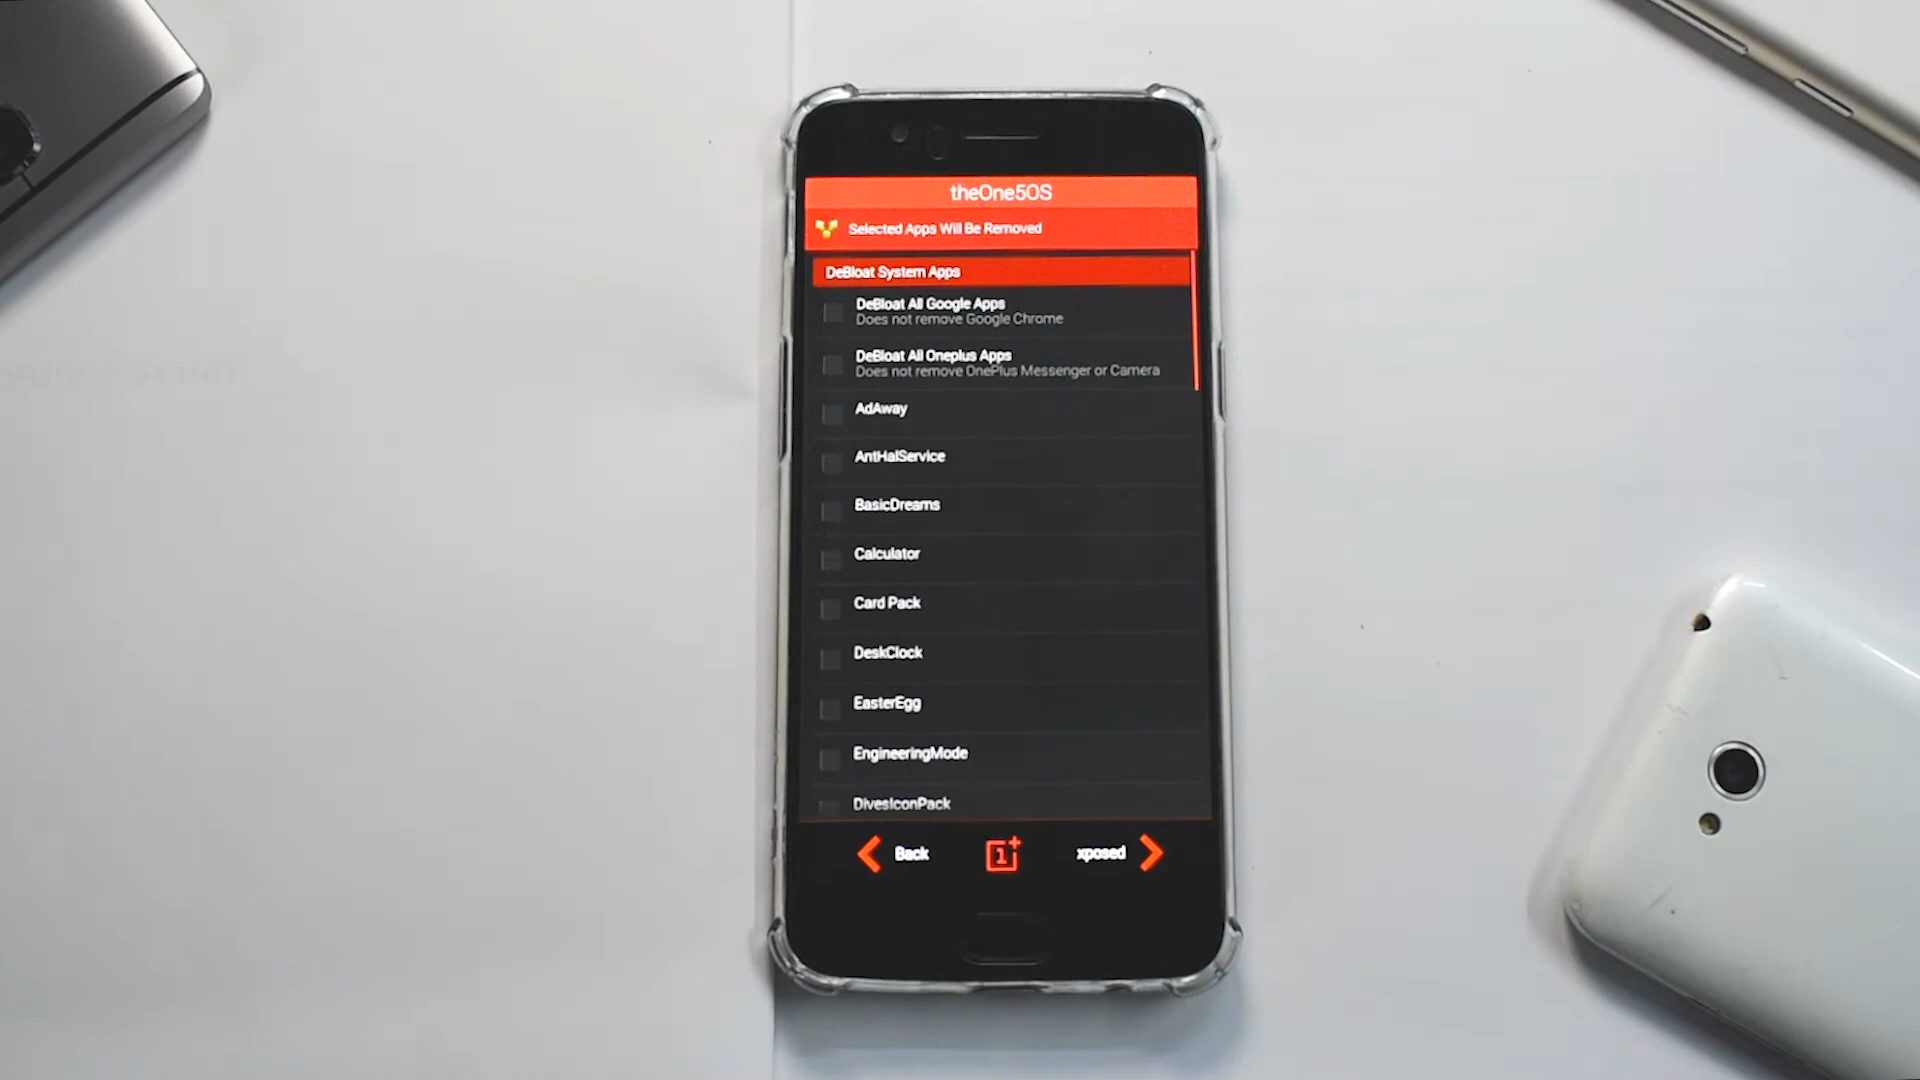 theOne5OS
Selected Apps Will Be Removed
DeBloat System Apps
DeBloat All Google Apps
Does not remove Google Chrome
DeBloat All Oneplus Apps
Does not remove OnePlus Messenger or Camera
AdAway
AntHalService
BasicDreams
Calculator
Card Pack
DeskClock
EasterEgg
EngineeringMode
DivesIconPack
Back
1+
xposed